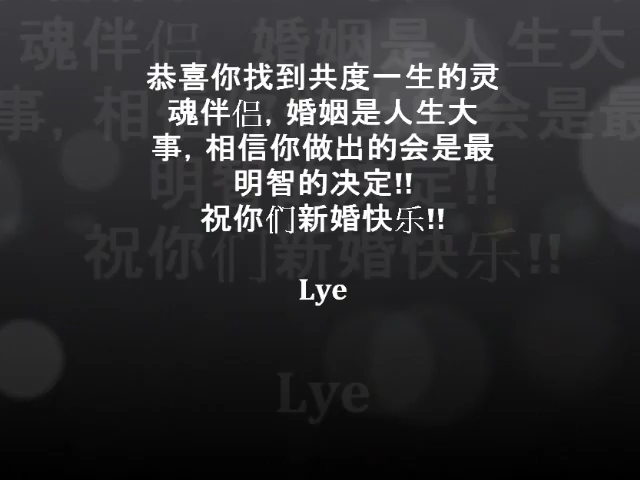 恭喜你找到共度一生的灵
魂伴侣, 婚姻是人生大
事, 相信你做出的会是最
明智的决定!!
祝你们新婚快乐!!
Lye